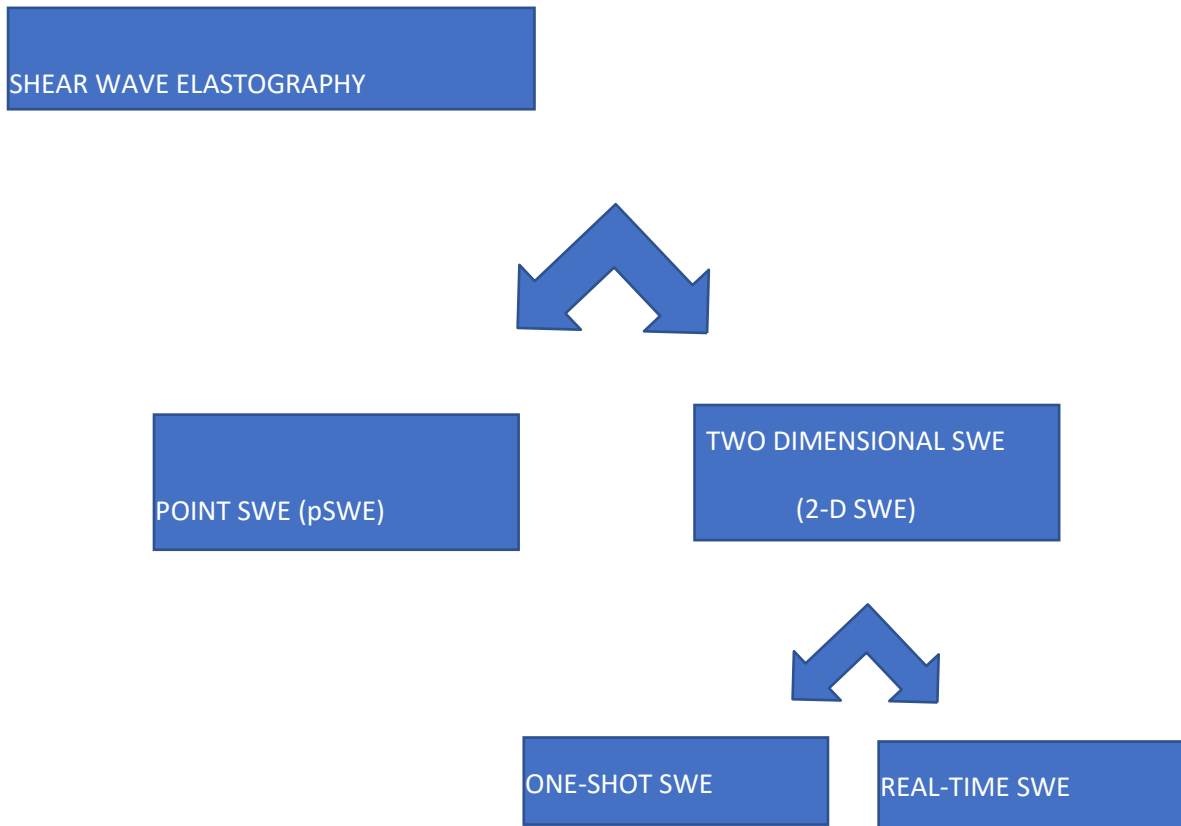 SHEAR WAVE ELASTOGRAPHY
POINT SWE (pSWE)
TWO DIMENSIONAL SWE
(2-D SWE)
ONE-SHOT SWE
REAL-TIME SWE